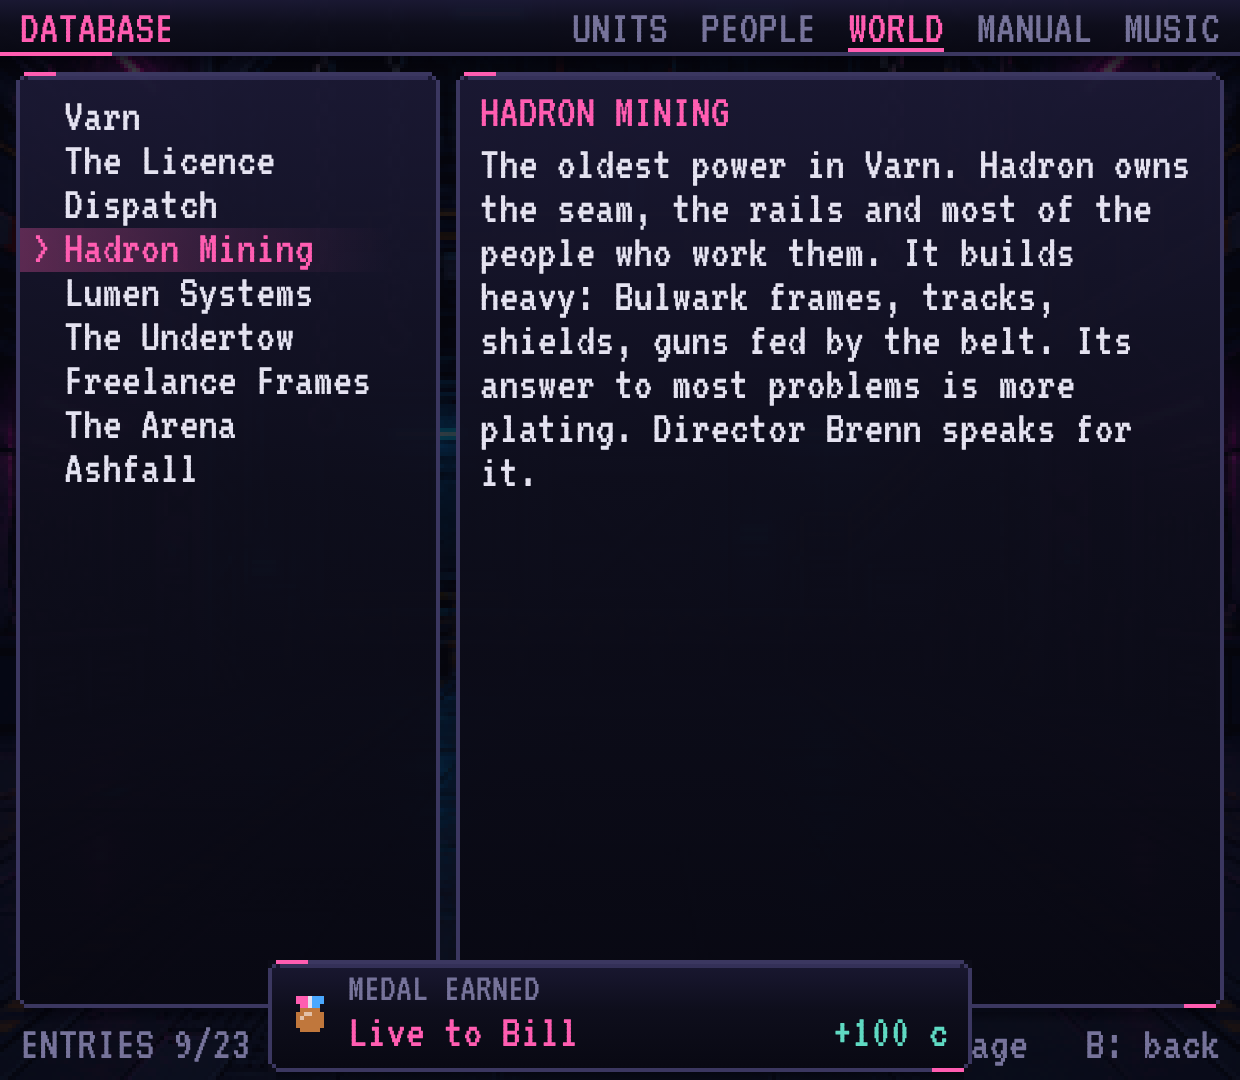 DATABASE UNITS PEOPLE WORLD MANUAL MUSIC
Varn
The Licence
Dispatch
Hadron Mining
Lumen Systems
The Undertow
Freelance Frames
The Arena
Ashfall
HADRON MINING
The oldest power in Varn. Hadron owns
the seam, the rails and most of the
people who work them. It builds
heavy: Bulwark frames, tracks,
shields, guns fed by the belt. Its
answer to most problems is more
plating. Director Brenn speaks for
it.
MEDAL EARNED
Live to Bill +100 c
ENTRIES 9/23 B: back